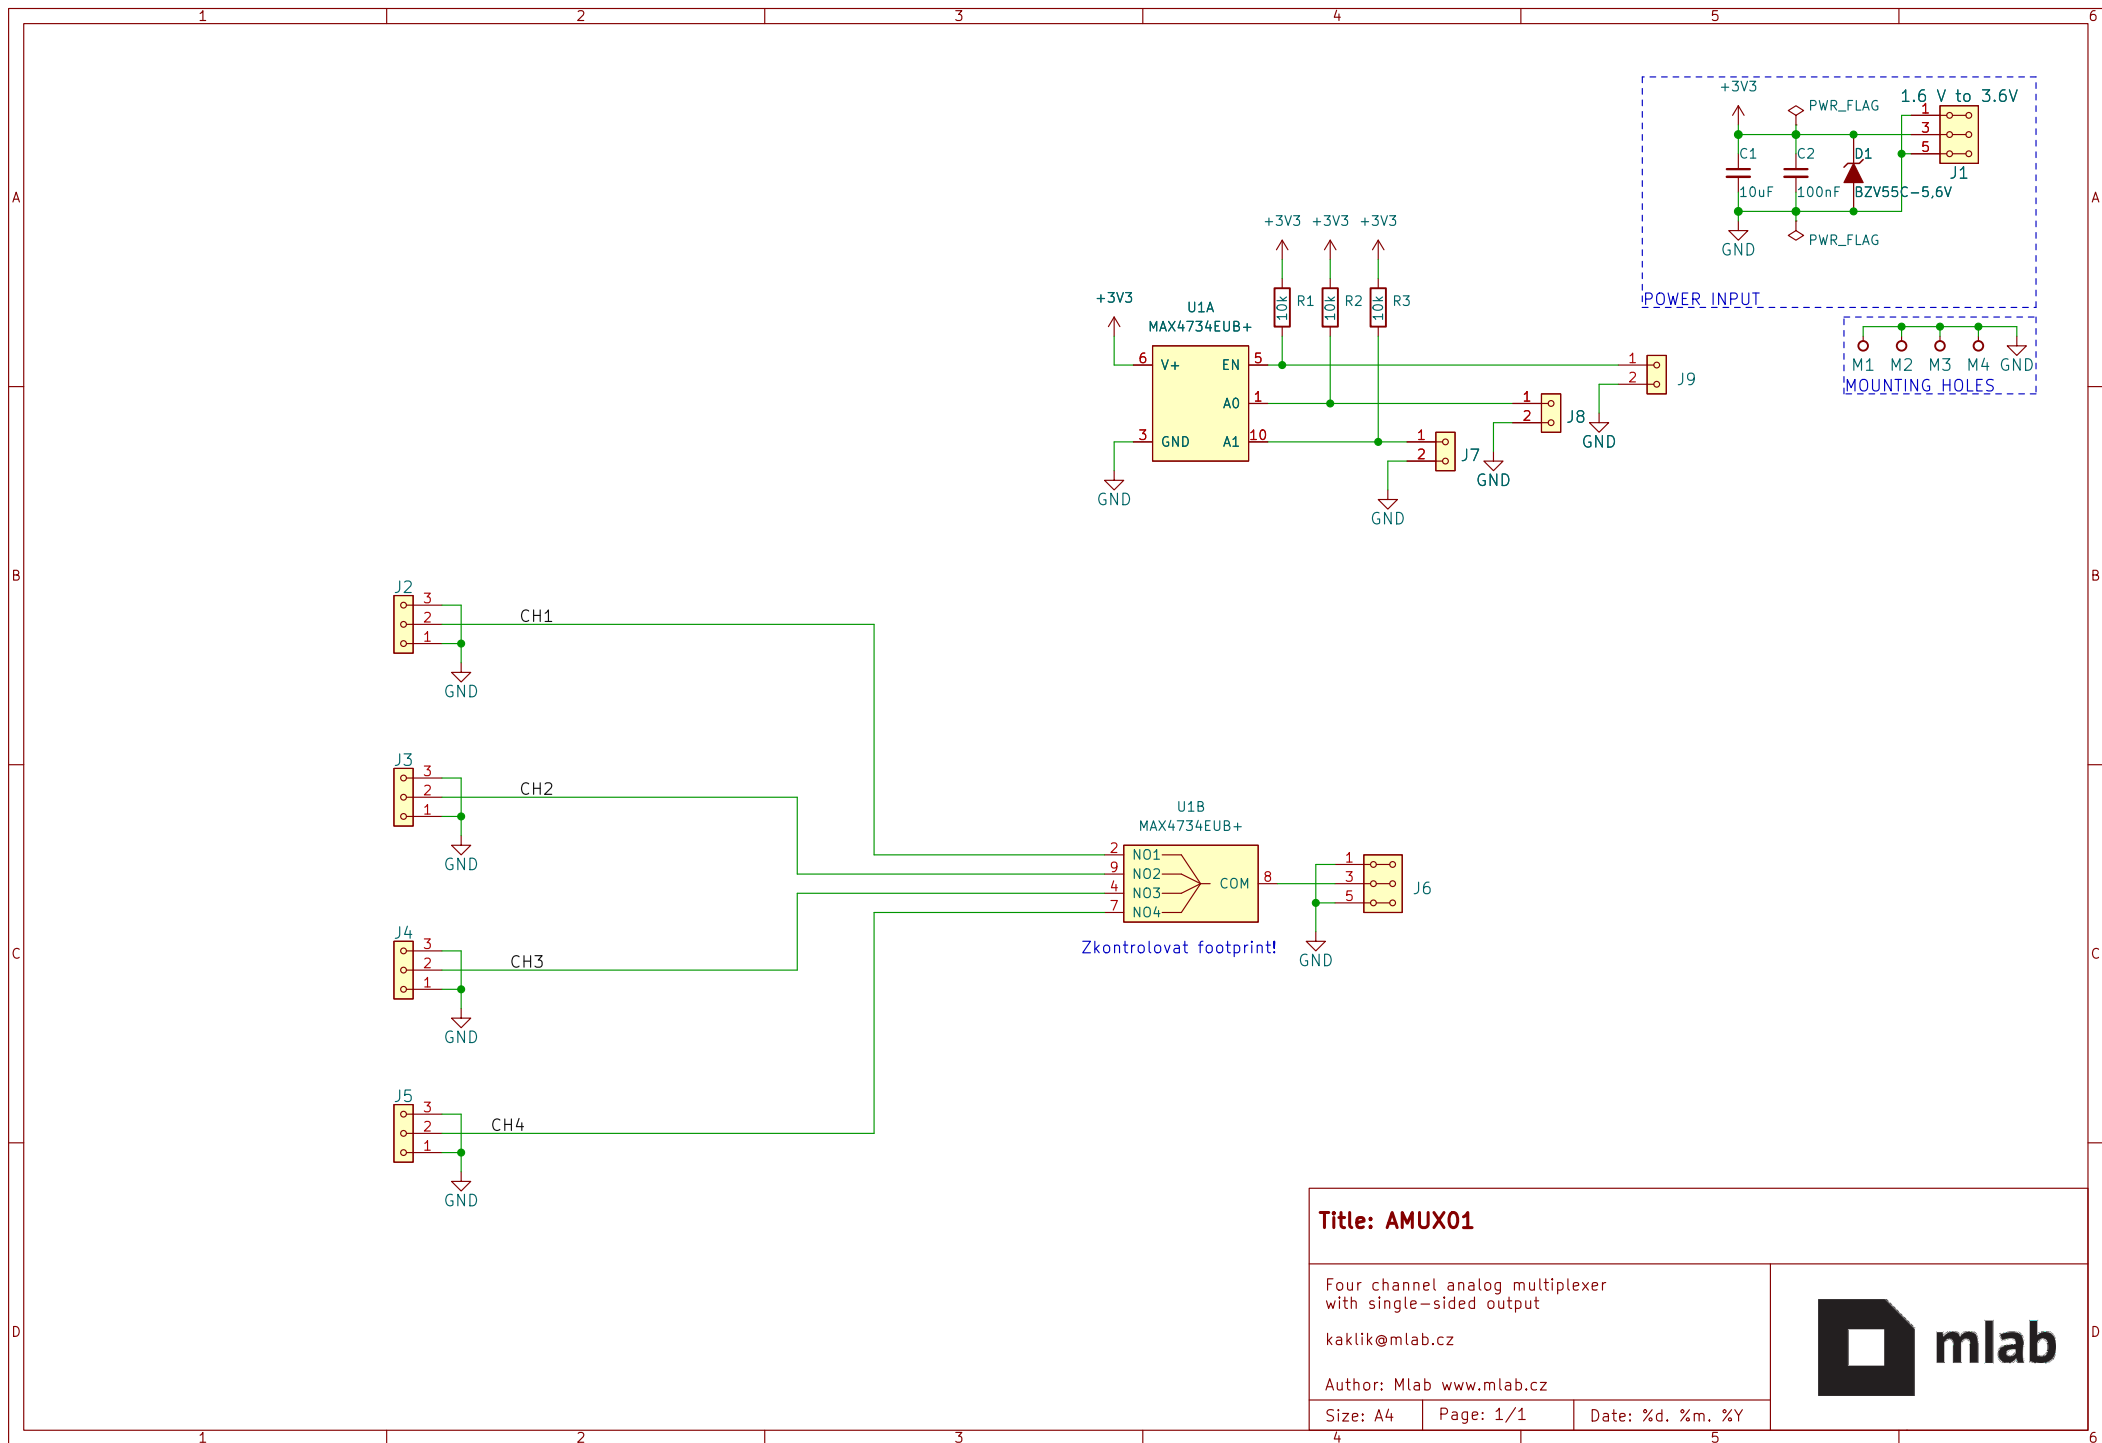 1 2 3 4 5 6
A
A
B
B
C
C
D
D
+3V3
PWR_FLAG
1.6 V to 3.6V
1
3
5
J1
C1
10uF
C2
100nF
D1
BZV55C-5,6V
GND
PWR_FLAG
POWER INPUT
M1 M2 M3 M4 GND
MOUNTING HOLES
+3V3 +3V3 +3V3
10k R1 10k R2 10k R3
+3V3
U1A
MAX4734EUB+
6 V+ EN 5
A0 1
3 GND A1 10
GND
1
2
J9
GND
1
2
J8
GND
1
2
J7
GND
J2
3
2
1
CH1
GND
J3
3
2
1
CH2
GND
J4
3
2
1
CH3
GND
J5
3
2
1
CH4
GND
U1B
MAX4734EUB+
2 NO1
9 NO2
4 NO3
7 NO4
COM 8
1
3
5
J6
GND
Zkontrolovat footprint!
Title: AMUX01
Four channel analog multiplexer
with single-sided output
kaklik@mlab.cz
Author: Mlab www.mlab.cz
Size: A4 Page: 1/1 Date: %d. %m. %Y
mlab
1 2 3 4 5 6